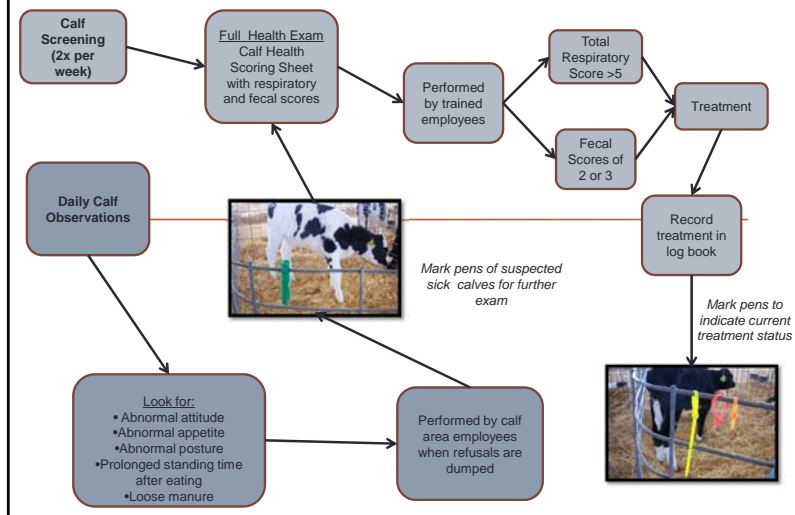 Calf
Screening
(2x per
week)
Full Health Exam
Calf Health
Scoring Sheet
with respiratory
and fecal scores
Performed
by trained
employees
Total
Respiratory
Score >5
Fecal
Scores of
2 or 3
Treatment
Record
treatment in
log book
Mark pens to
indicate current
treatment status
Daily Calf
Observations
Mark pens of suspected
sick calves for further
exam
Look for:
• Abnormal attitude
• Abnormal appetite
• Abnormal posture
•Prolonged standing time
after eating
•Loose manure
Performed by calf
area employees
when refusals are
dumped